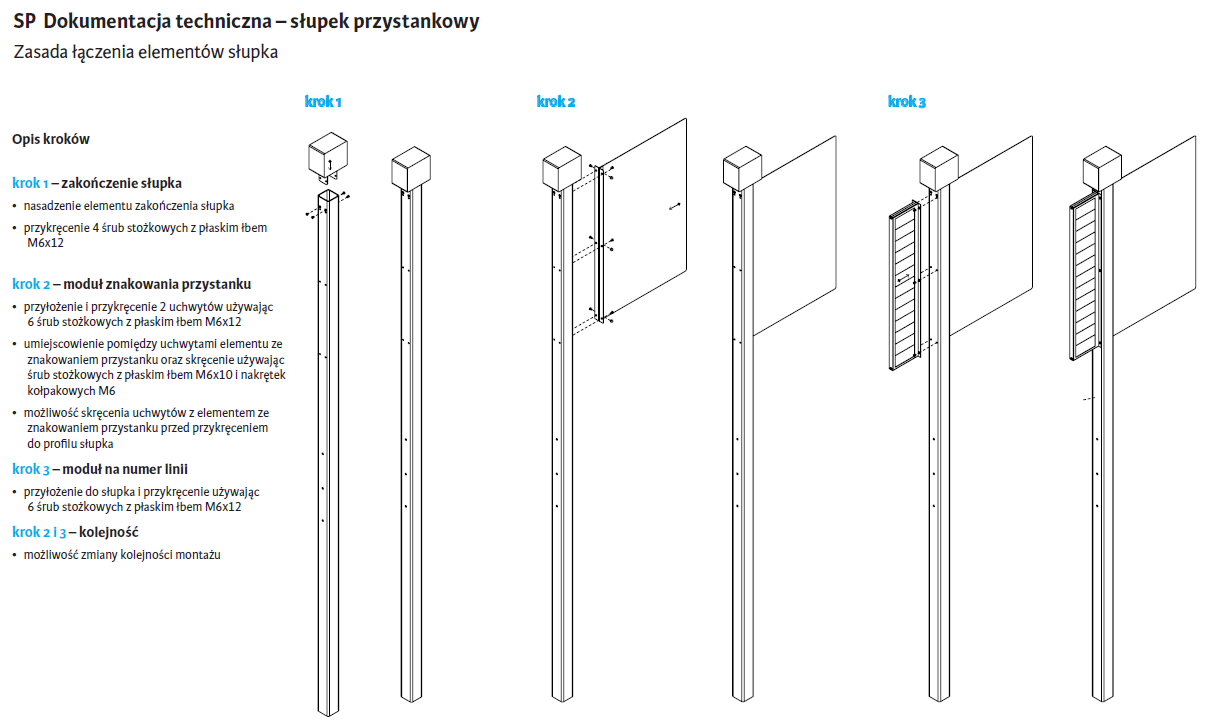 SP Dokumentacja techniczna – słupek przystankowy
Zasada łączenia elementów słupka
krok 1
krok 2
krok 3
Opis kroków
krok 1 – zakończenie słupka
• nasadzenie elementu zakończenia słupka
• przykręcenie 4 śrub stożkowych z płaskim łbem
M6x12
krok 2 – moduł znakowania przystanku
• przyłożenie i przykręcenie 2 uchwytów używając
6 śrub stożkowych z płaskim łbem M6x12
• umiejscowienie pomiędzy uchwytami elementu ze
znakowaniem przystanku oraz skręcenie używając
śrub stożkowych z płaskim łbem M6x10 i nakrętek
kołpakowych M6
• możliwość skręcenia uchwytów z elementem ze
znakowaniem przystanku przed przykręceniem
do profilu słupka
krok 3 – moduł na numer linii
• przyłożenie do słupka i przykręcenie używając
6 śrub stożkowych z płaskim łbem M6x12
krok 2 i 3 – kolejność
• możliwość zmiany kolejności montażu